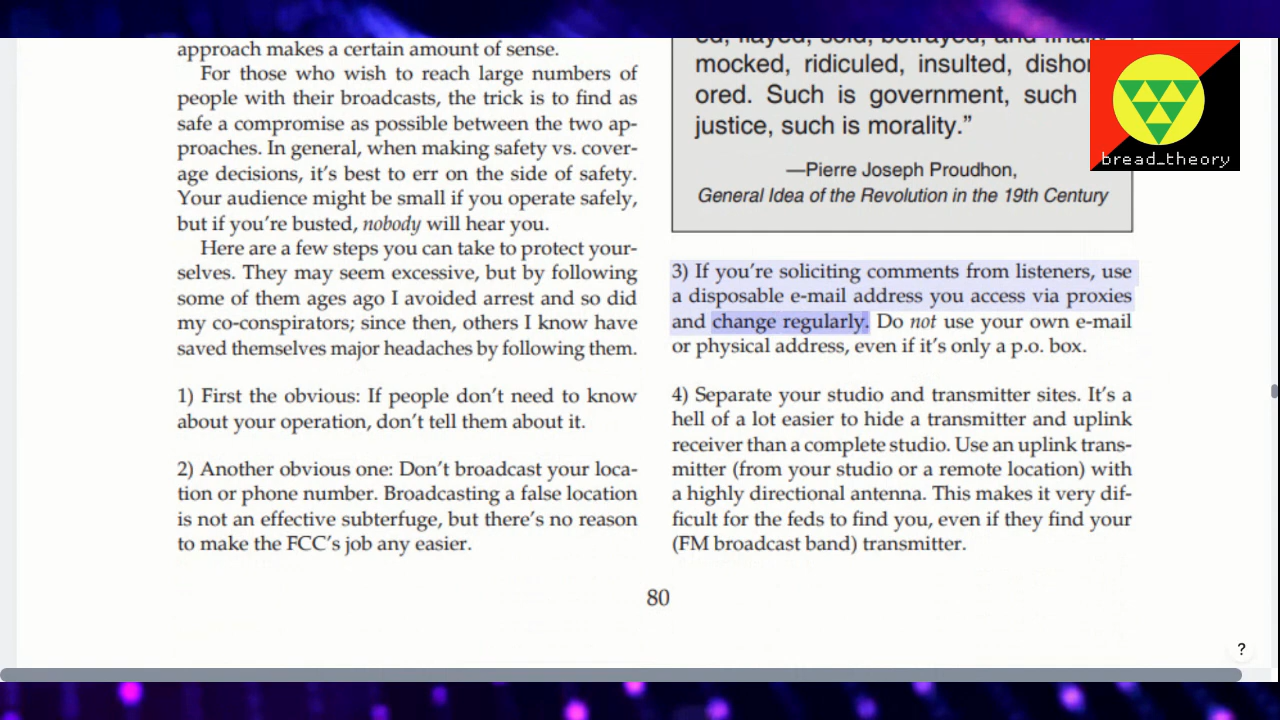 approach makes a certain amount of sense.
For those who wish to reach large numbers of
people with their broadcasts, the trick is to find as
safe a compromise as possible between the two ap-
proaches. In general, when making safety vs. cover-
age decisions, it's best to err on the side of safety.
Your audience might be small if you operate safely,
but if you're busted, nobody will hear you.
Here are a few steps you can take to protect your-
selves. They may seem excessive, but by following
some of them ages ago I avoided arrest and so did
my co-conspirators; since then, others I know have
saved themselves major headaches by following them.
1) First the obvious: If people don't need to know
about your operation, don't tell them about it.
2) Another obvious one: Don't broadcast your loca-
tion or phone number. Broadcasting a false location
is not an effective subterfuge, but there's no reason
to make the FCC's job any easier.
ed, flayed, sold, betrayed, and
mocked, ridiculed, insulted, dishon
ored. Such is government, such
justice, such is morality."
—Pierre Joseph Proudhon,
General Idea of the Revolution in the 19th Century
3) If you're soliciting comments from listeners, use
a disposable e-mail address you access via proxies
and change regularly. Do not use your own e-mail
or physical address, even if it's only a p.o. box.
4) Separate your studio and transmitter sites. It's a
hell of a lot easier to hide a transmitter and uplink
receiver than a complete studio. Use an uplink trans-
mitter (from your studio or a remote location) with
a highly directional antenna. This makes it very dif-
ficult for the feds to find you, even if they find your
(FM broadcast band) transmitter.
80
bread_theory
?